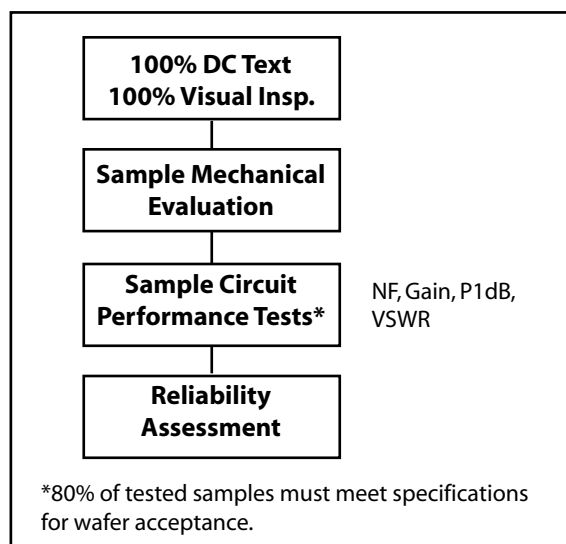 100% DC Text
100% Visual Insp.
Sample Mechanical
Evaluation
Sample Circuit
Performance Tests*
NF, Gain, P1dB,
VSWR
Reliability
Assessment
*80% of tested samples must meet specifications
for wafer acceptance.